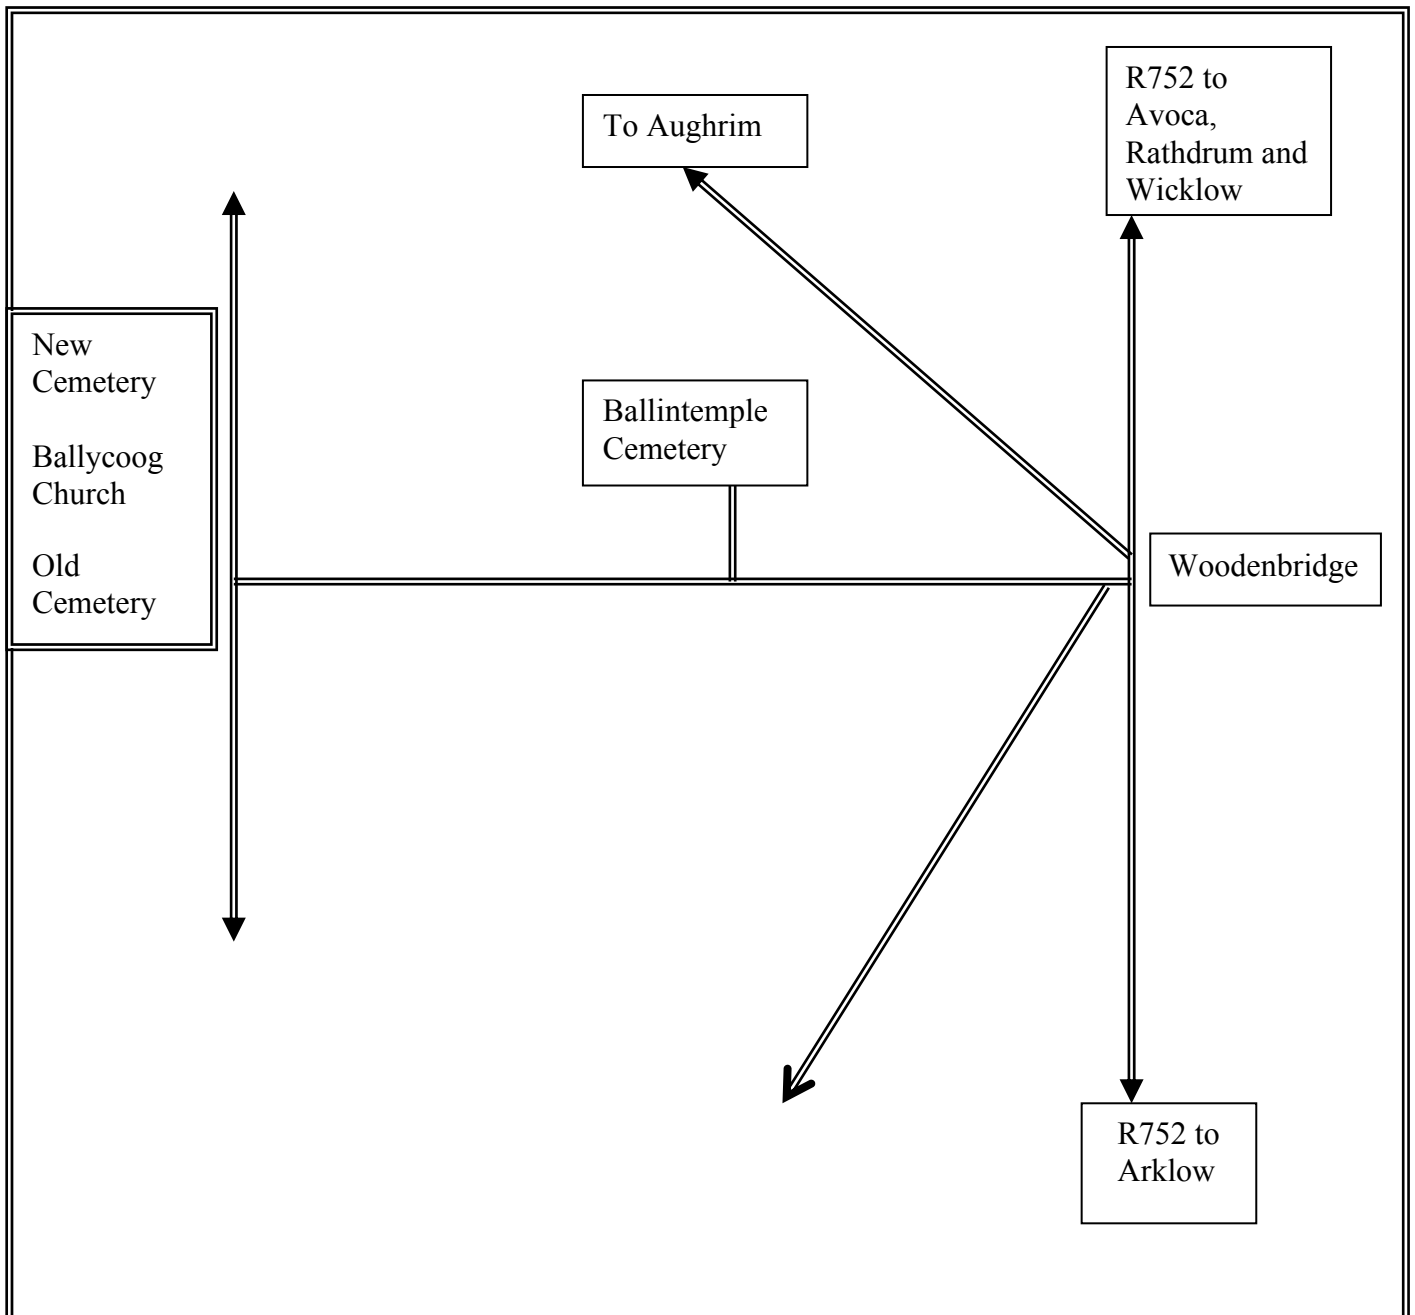 R752 to
Avoca,
Rathdrum and
Wicklow
To Aughrim
New
Cemetery
Ballycoog
Church
Old
Cemetery
Ballintemple
Cemetery
Woodenbridge
R752 to
Arklow